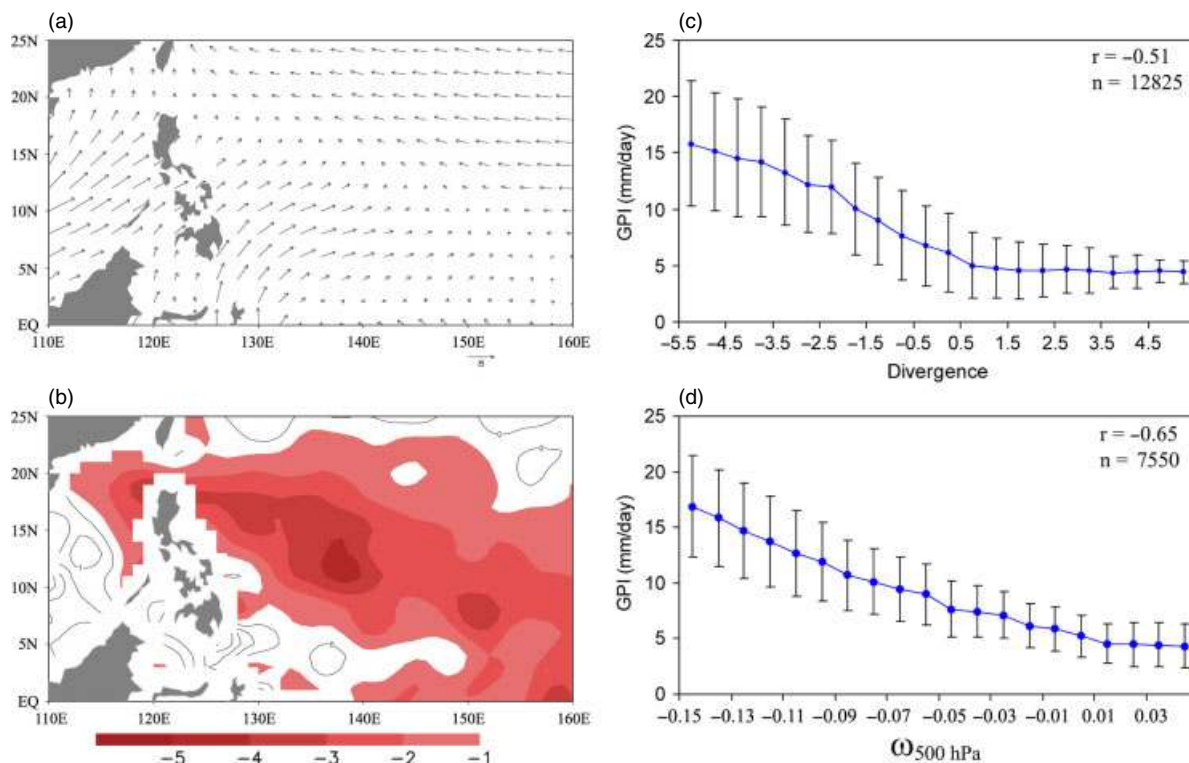 (a)
25N
20N
15N
10N
5N
EQ
110E 120E 130E 140E 150E 160E
8
(c)
25
20
15
10
5
0
GPI (mm/day)
r = −0.51
n = 12825
−5.5 −4.5 −3.5 −2.5 −1.5 −0.5 0.5 1.5 2.5 3.5 4.5
Divergence
(b)
25N
20N
15N
10N
5N
EQ
110E 120E 130E 140E 150E 160E
−5 −4 −3 −2 −1
(d)
25
20
15
10
5
0
GPI (mm/day)
r = −0.65
n = 7550
−0.15 −0.13 −0.11 −0.09 −0.07 −0.05 −0.03 −0.01 0.01 0.03
ω500 hPa